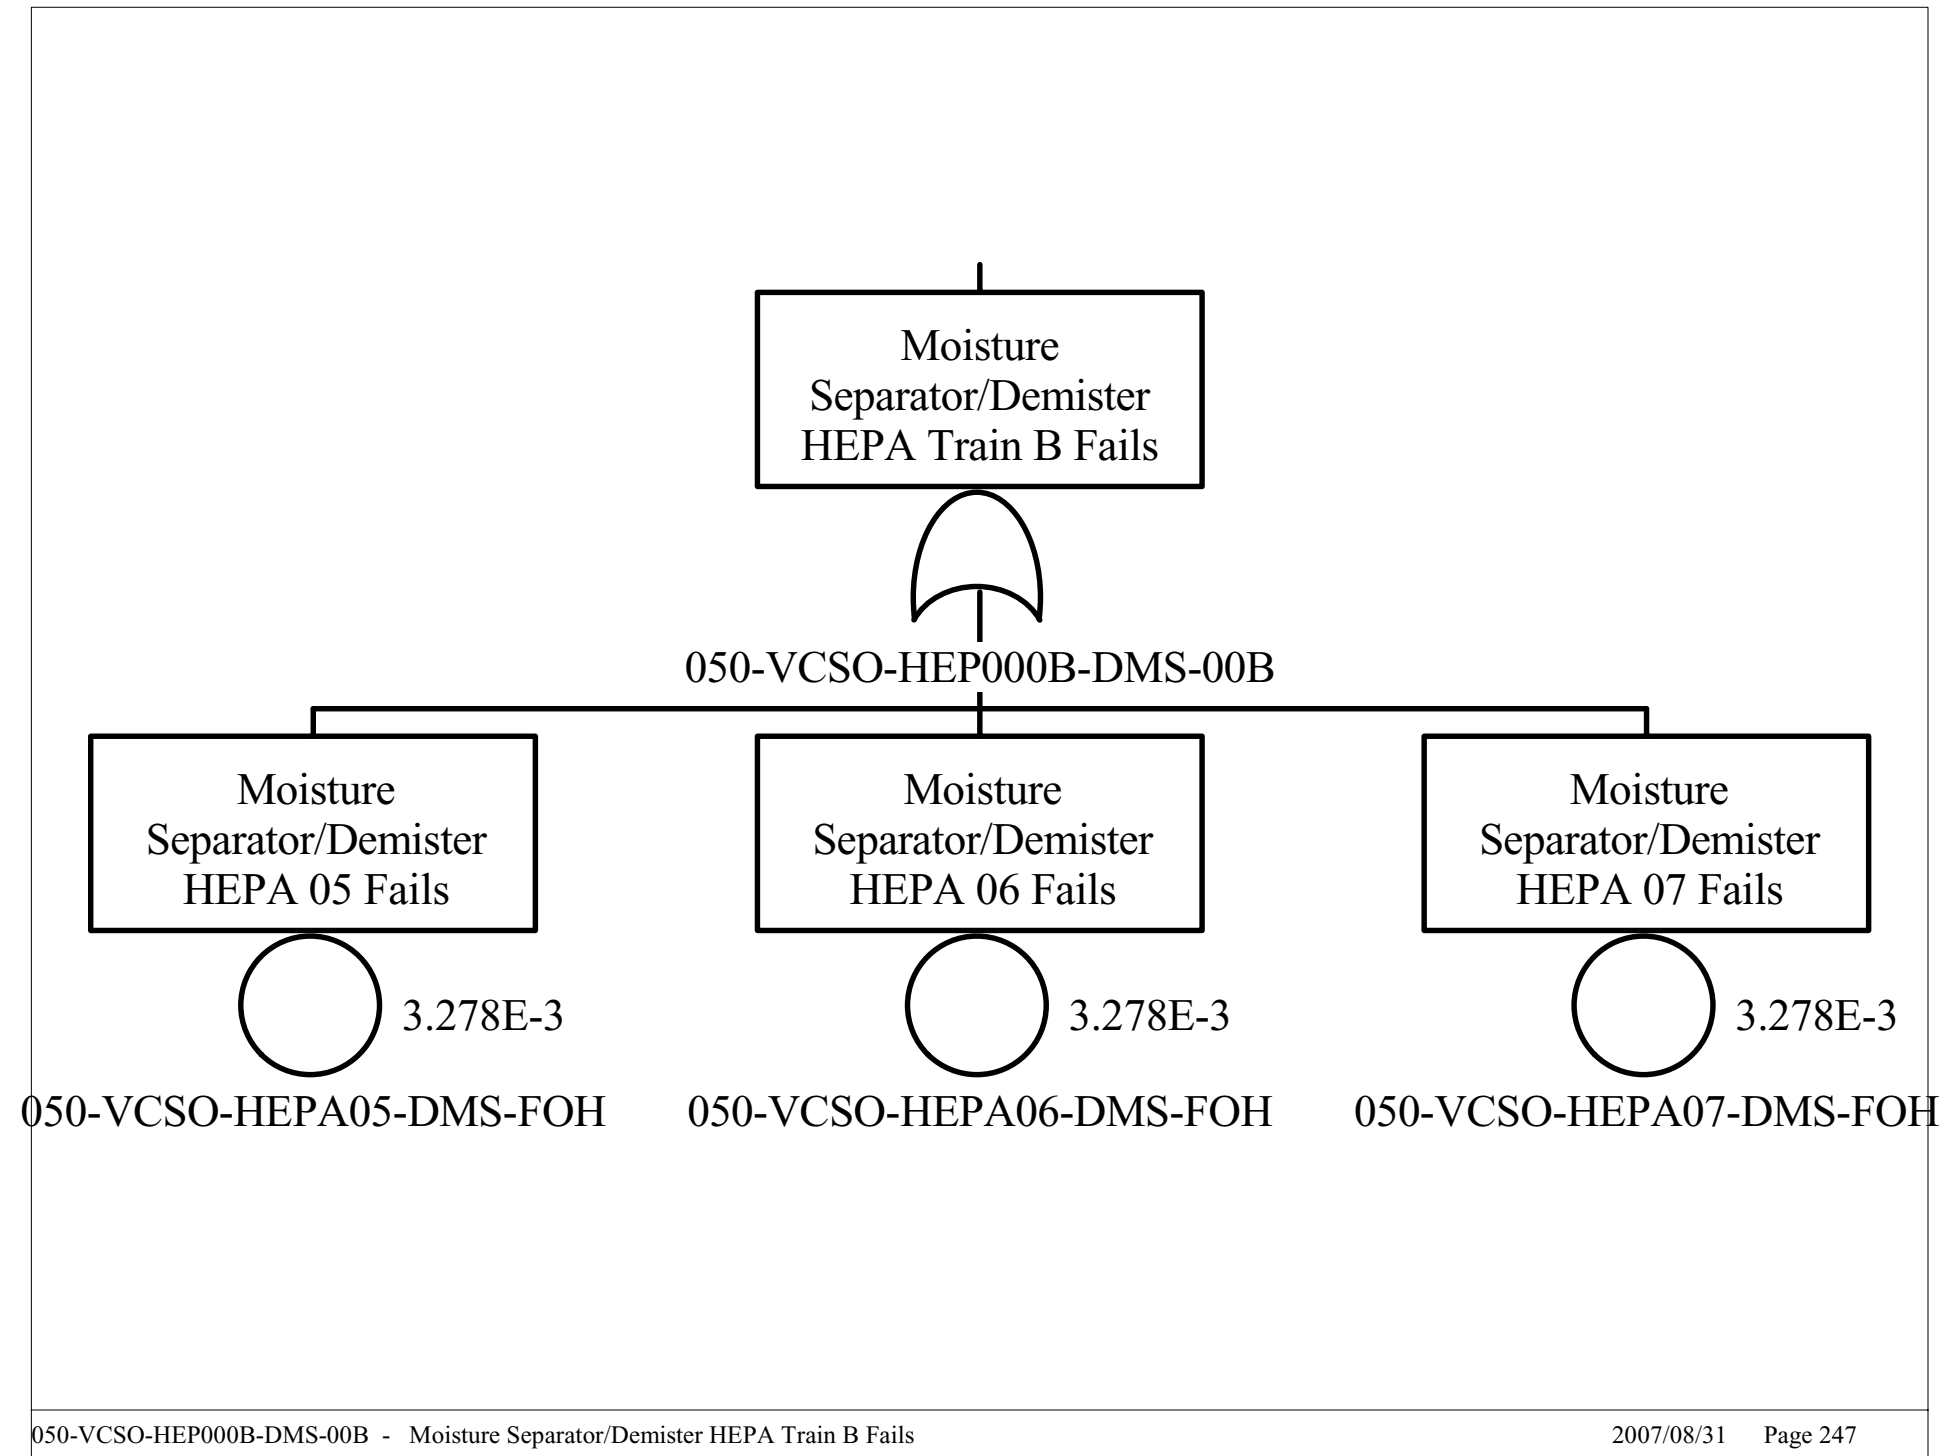 Moisture
Separator/Demister
HEPA Train B Fails
050-VCSO-HEP000B-DMS-00B
Moisture
Separator/Demister
HEPA 05 Fails
3.278E-3
050-VCSO-HEPA05-DMS-FOH
Moisture
Separator/Demister
HEPA 06 Fails
3.278E-3
050-VCSO-HEPA06-DMS-FOH
Moisture
Separator/Demister
HEPA 07 Fails
3.278E-3
050-VCSO-HEPA07-DMS-FOH
050-VCSO-HEP000B-DMS-00B - Moisture Separator/Demister HEPA Train B Fails
2007/08/31 Page 247